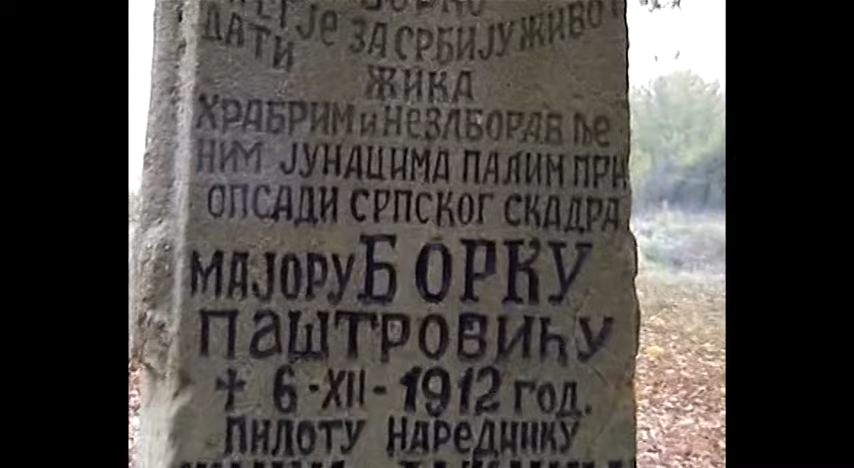 ЈЕ ЗА СРБИЈУ ЖИВОТ
ДАТИ
ЖИКА
ХРАБРИМ И НЕЗАБОРАВЉЕ
НИМ ЈУНАЦИМА ПАЛИМ ПРИ
ОПСАДИ СРПСКОГ СКАДРА
МАЈОРУ БОРКУ
ПАШТРОВИЋУ
† 6-XII-1912 ГОД.
ПИЛОТУ НАРЕДНИКУ